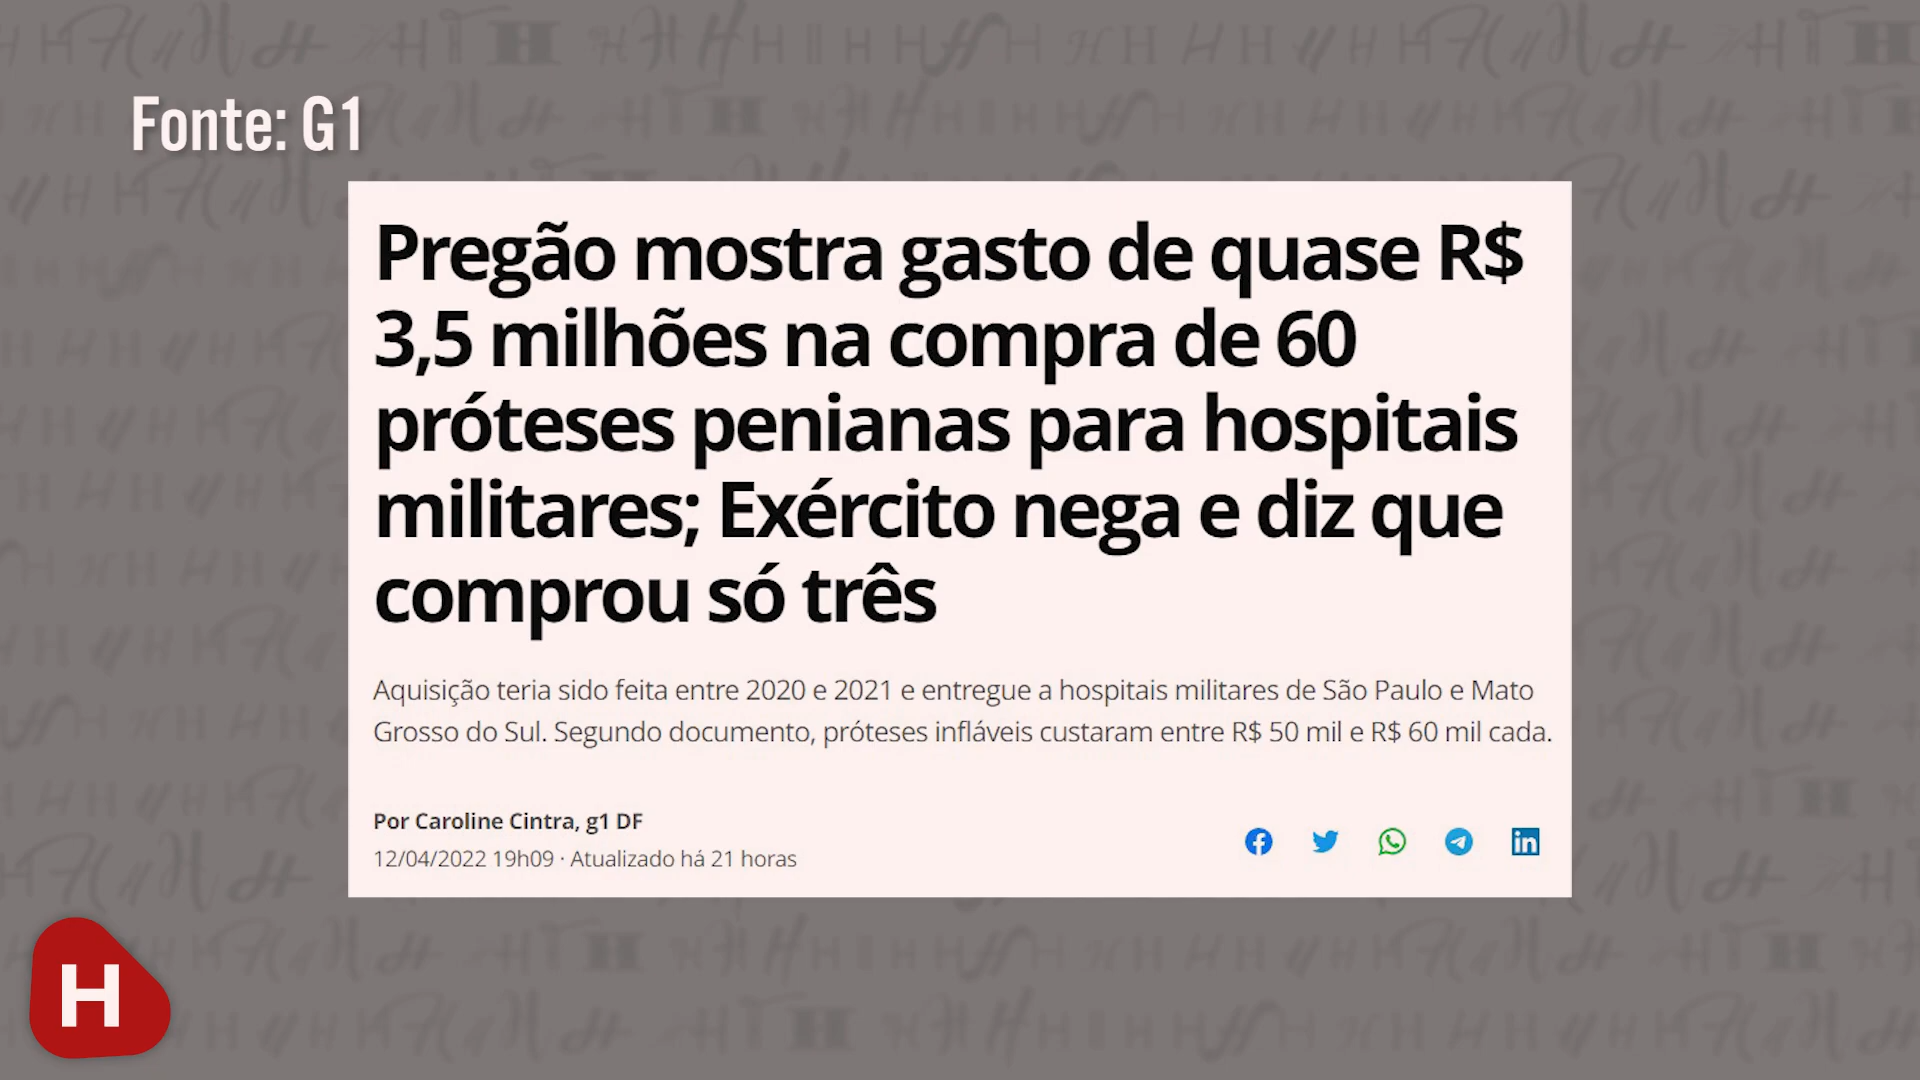 Fonte: G1
Pregão mostra gasto de quase R$
3,5 milhões na compra de 60
próteses penianas para hospitais
militares; Exército nega e diz que
comprou só três
Aquisição teria sido feita entre 2020 e 2021 e entregue a hospitais militares de São Paulo e Mato
Grosso do Sul. Segundo documento, próteses infláveis custaram entre R$ 50 mil e R$ 60 mil cada.
Por Caroline Cintra, g1 DF
12/04/2022 19h09 · Atualizado há 21 horas
H